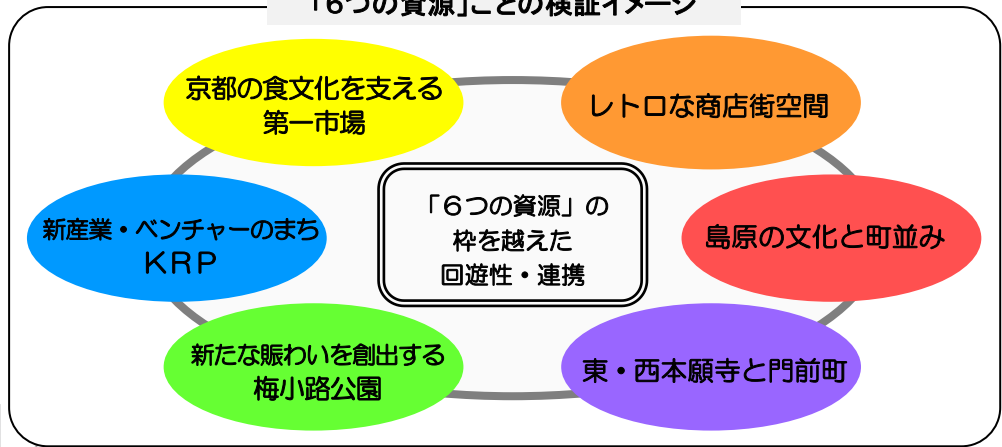 「６つの資源」ごとの検証イメージ
京都の食文化を支える
第一市場
レトロな商店街空間
新産業・ベンチャーのまち
ＫＲＰ
「６つの資源」の
枠を越えた
回遊性・連携
島原の文化と町並み
新たな賑わいを創出する
梅小路公園
東・西本願寺と門前町